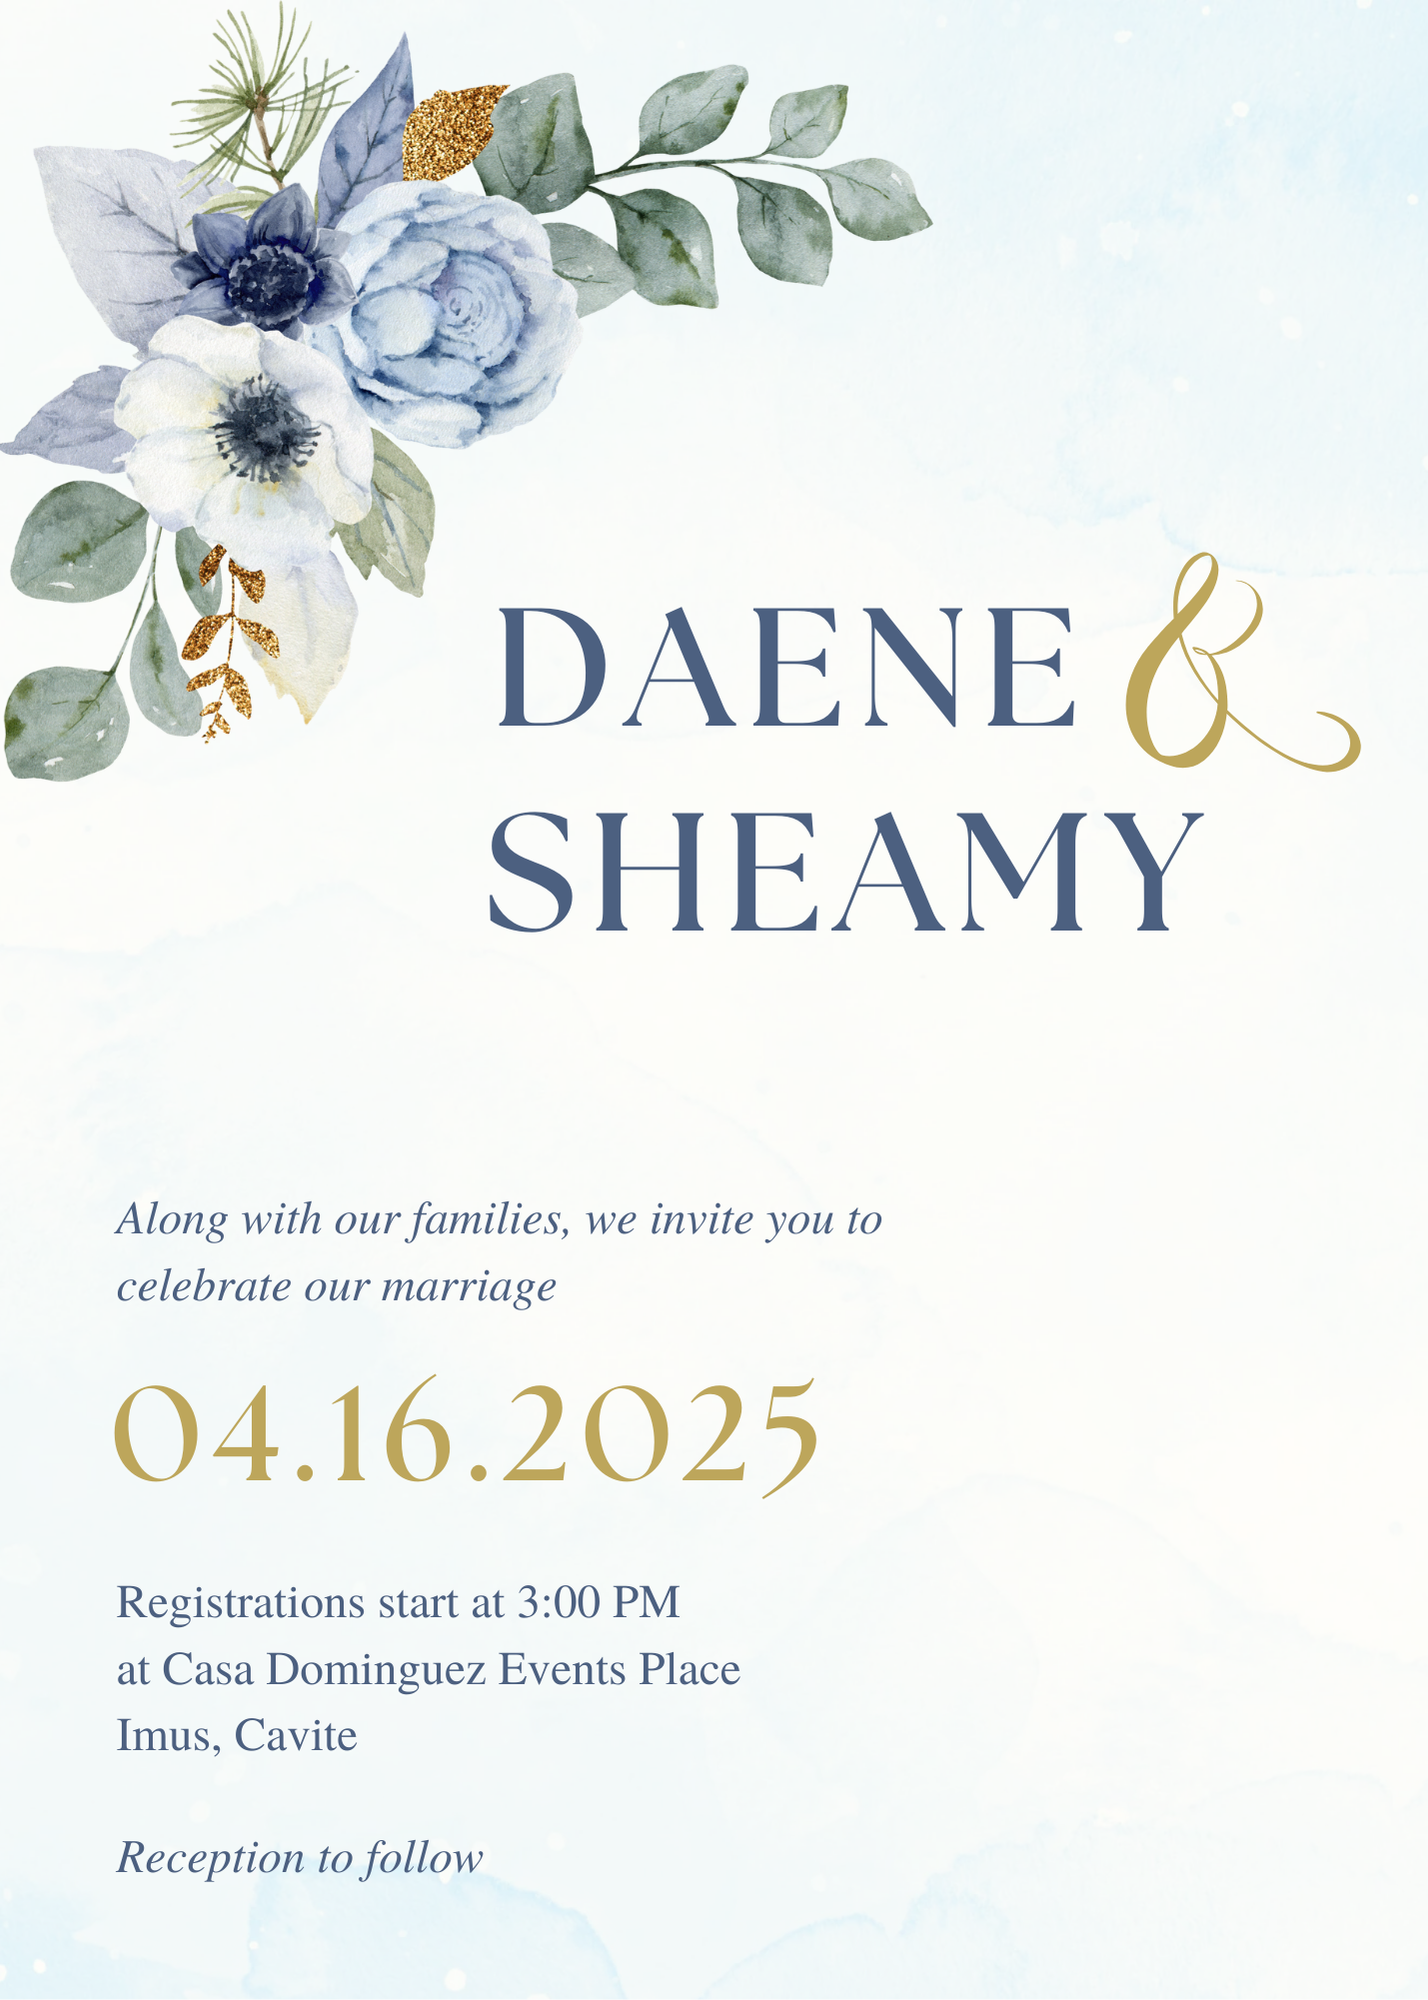 DAENE &
SHEAMY
Along with our families, we invite you to
celebrate our marriage
04.16.2025
Registrations start at 3:00 PM
at Casa Dominguez Events Place
Imus, Cavite
Reception to follow